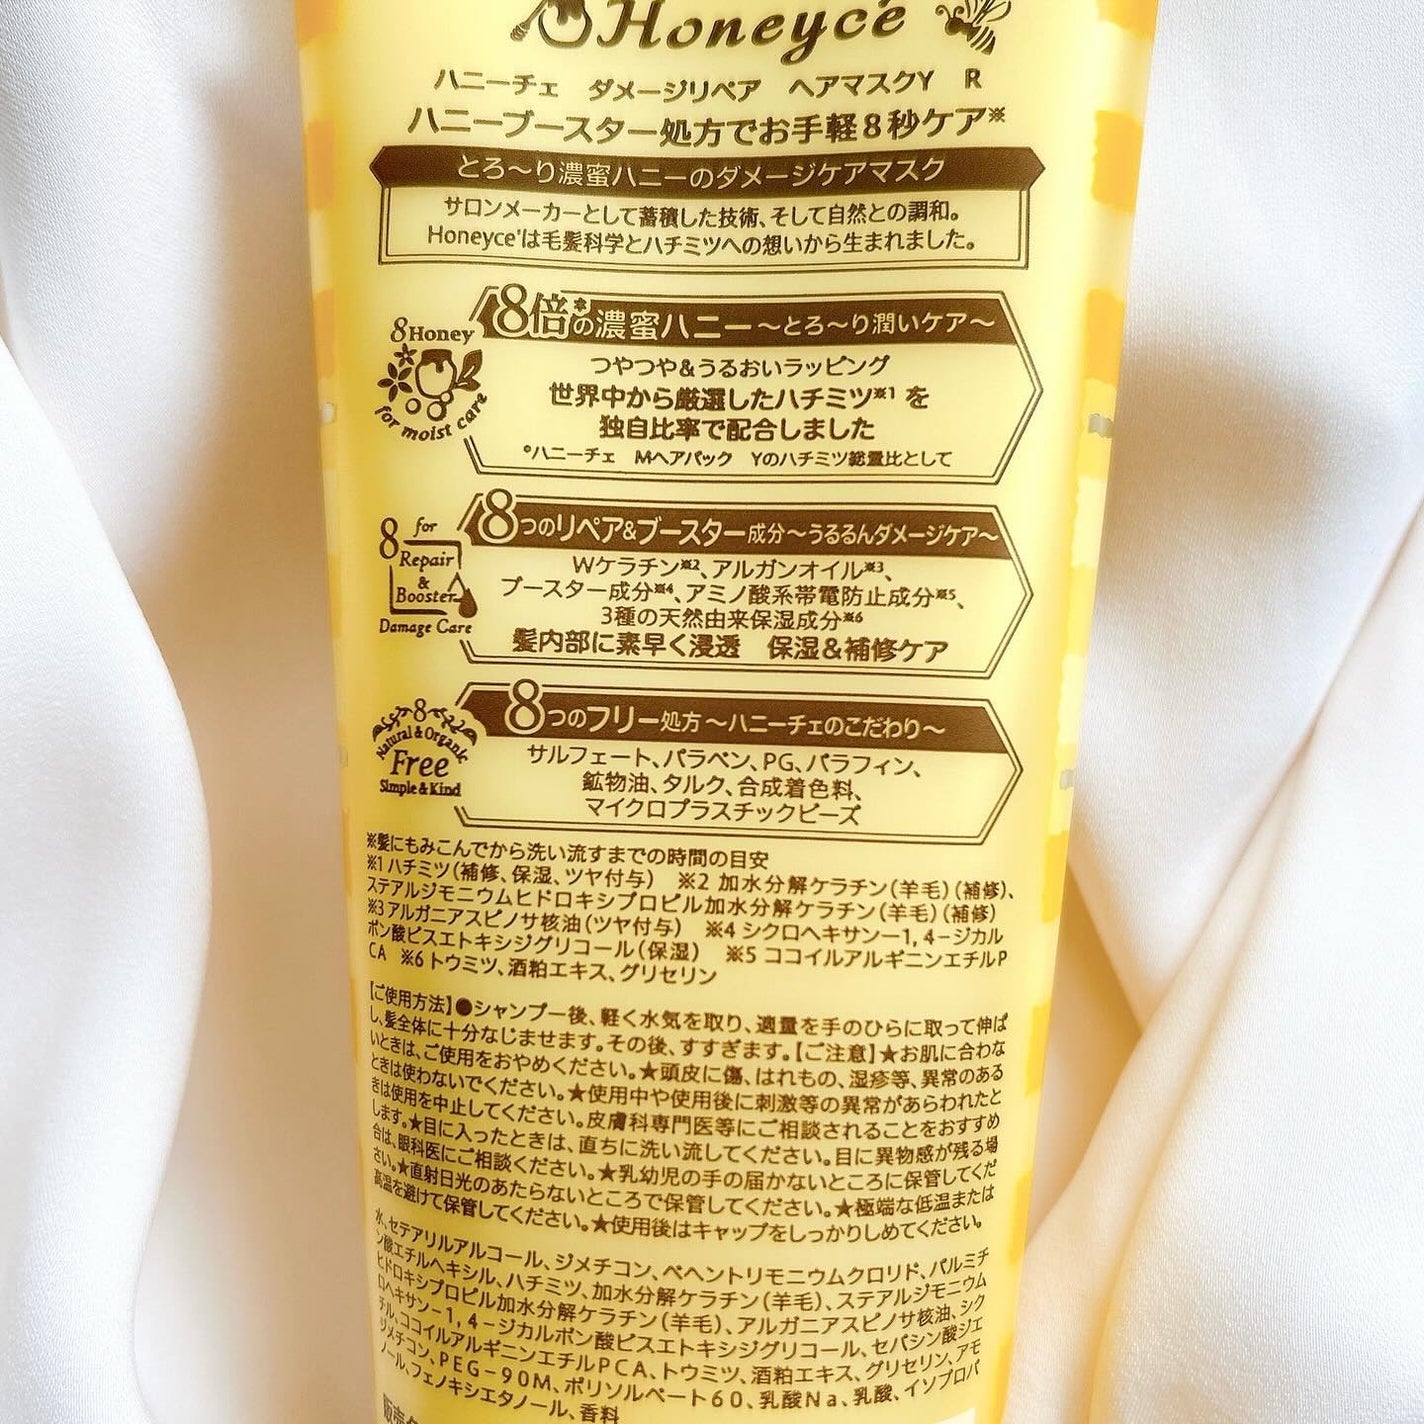 Honeyce'
ハニーチェ ダメージリペア ヘアマスクY R
ハニーブースター処方でお手軽8秒ケア※
とろ～り濃蜜ハニーのダメージケアマスク
サロンメーカーとして蓄積した技術、そして自然との調和。
Honeyce'は毛髪科学とハチミツへの想いから生まれました。
8Honey
for moist care
8倍*の濃蜜ハニー～とろ～り潤いケア～
つやつや&うるおいラッピング
世界中から厳選したハチミツ※1を
独自比率で配合しました
°ハニーチェ Mヘアパック Yのハチミツ総量比として
8 for
Repair
&
Booster
Damage Care
8つのリペア&ブースター成分～うるるんダメージケア～
Wケラチン※2、アルガンオイル※3、
ブースター成分※4、アミノ酸系帯電防止成分※5、
3種の天然由来保湿成分※6
髪内部に素早く浸透 保湿&補修ケア
8
Natural & Organic
Free
Simple & Kind
8つのフリー処方～ハニーチェのこだわり～
サルフェート、パラベン、PG、パラフィン、
鉱物油、タルク、合成着色料、
マイクロプラスチックビーズ
※髪にもみこんでから洗い流すまでの時間の目安
※1 ハチミツ(補修、保湿、ツヤ付与) ※2 加水分解ケラチン(羊毛)(補修)、
ステアルジモニウムヒドロキシプロピル加水分解ケラチン(羊毛)(補修)
※3 アルガニアスピノサ核油(ツヤ付与) ※4 シクロヘキサン－1,4－ジカル
ボン酸ビスエトキシジグリコール(保湿) ※5 ココイルアルギニンエチルP
CA ※6 トウミツ、酒粕エキス、グリセリン
【ご使用方法】●シャンプー後、軽く水気を取り、適量を手のひらに取って伸ば
し、髪全体に十分なじませます。その後、すすぎます。【ご注意】★お肌に合わな
いときは、ご使用をおやめください。★頭皮に傷、はれもの、湿疹等、異常のある
ときは使わないでください。★使用中や使用後に刺激等の異常があらわれたと
きは使用を中止してください。皮膚科専門医等にご相談されることをおすすめ
します。★目に入ったときは、直ちに洗い流してください。目に異物感が残る場
合は、眼科医にご相談ください。★乳幼児の手の届かないところに保管してくだ
さい。★直射日光のあたらないところで保管してください。★極端な低温または
高温を避けて保管してください。★使用後はキャップをしっかりしめてください。
水、セテアリルアルコール、ジメチコン、ベヘントリモニウムクロリド、パルミチ
ン酸エチルヘキシル、ハチミツ、加水分解ケラチン(羊毛)、ステアルジモニウム
ヒドロキシプロピル加水分解ケラチン(羊毛)、アルガニアスピノサ核油、シク
ロヘキサン－1,4－ジカルボン酸ビスエトキシジグリコール、セバシン酸ジエ
チル、ココイルアルギニンエチルPCA、トウミツ、酒粕エキス、グリセリン、アモ
ジメチコン、PEG－90M、ポリソルベート60、乳酸Na、乳酸、イソプロパ
ノール、フェノキシエタノール、香料